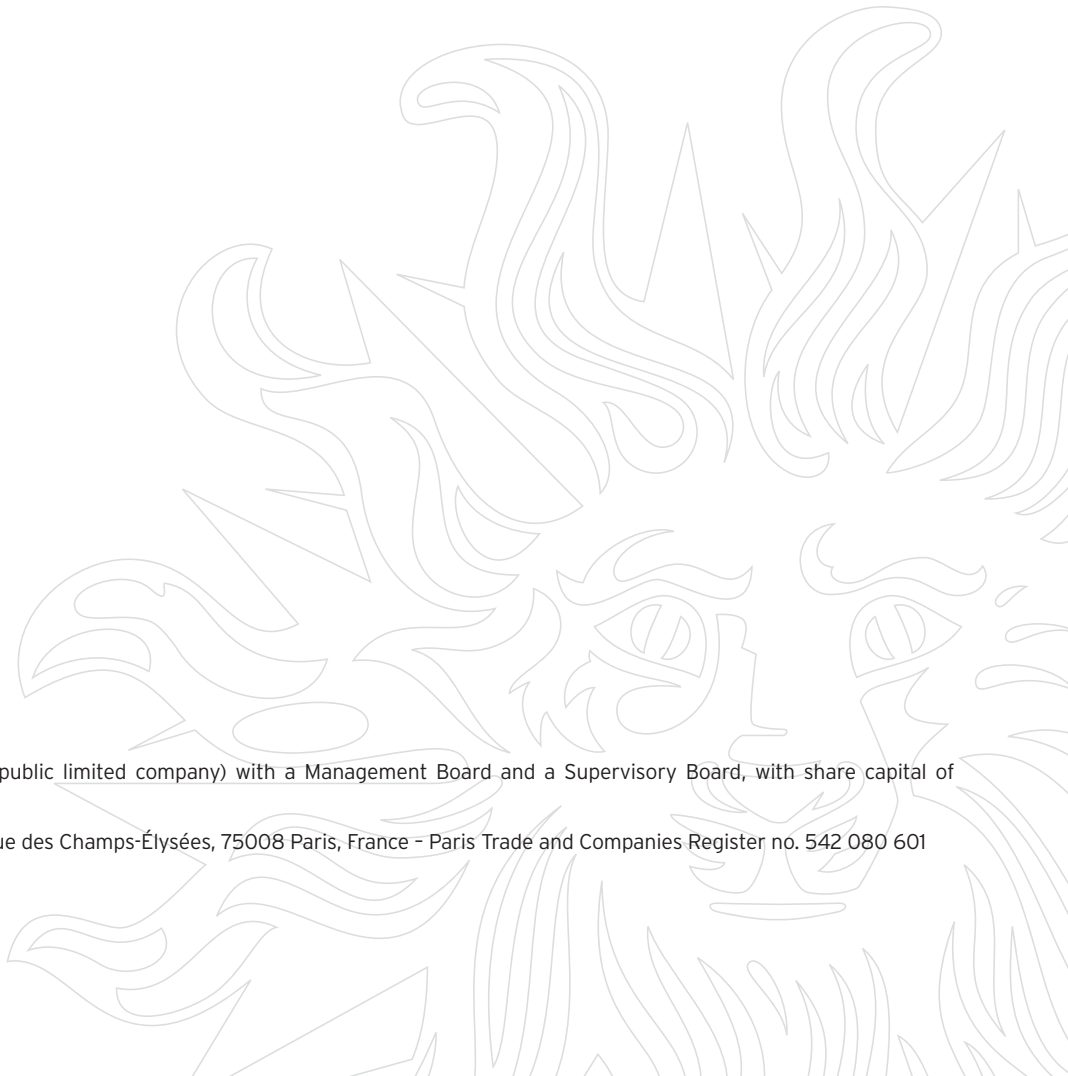 public limited company) with a Management Board and a Supervisory Board, with share capital of
des Champs-Élysées, 75008 Paris, France – Paris Trade and Companies Register no. 542 080 601